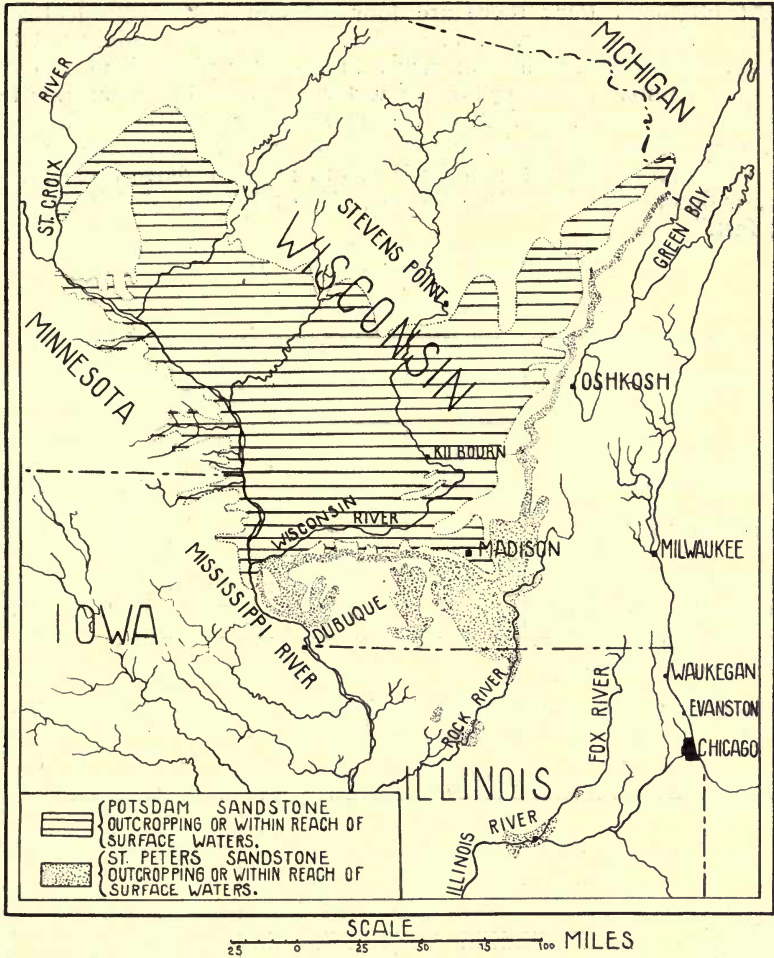 MICHIGAN
ST. CROIX RIVER
GREEN BAY
STEVENS POINT
WISCONSIN
MINNESOTA
OSHKOSH
KILBOURN
WISCONSIN RIVER
MADISON
MILWAUKEE
MISSISSIPPI RIVER
IOWA
DUBUQUE
WAUKEGAN
ROCK RIVER
FOX RIVER
EVANSTON
CHICAGO
ILLINOIS
ILLINOIS RIVER
POTSDAM SANDSTONE
OUTCROPPING OR WITHIN REACH OF
SURFACE WATERS.
ST. PETERS SANDSTONE
OUTCROPPING OR WITHIN REACH OF
SURFACE WATERS.
SCALE
25 0 25 50 75 100 MILES